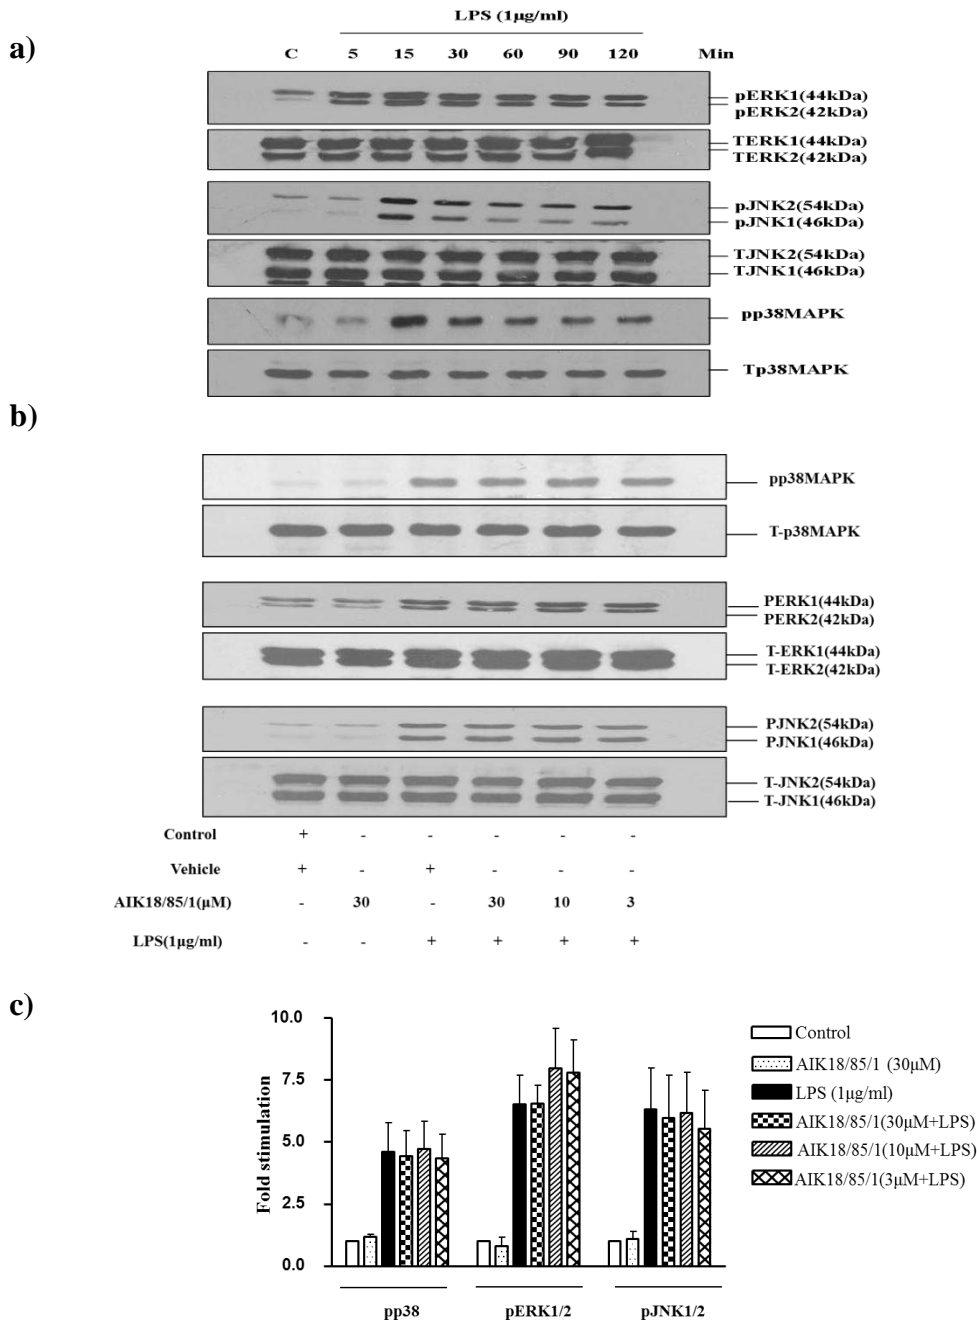 LPS (1µg/ml)
a)
C 5 15 30 60 90 120 Min
pERK1(44kDa)
pERK2(42kDa)
TERK1(44kDa)
TERK2(42kDa)
pJNK2(54kDa)
pJNK1(46kDa)
TJNK2(54kDa)
TJNK1(46kDa)
pp38MAPK
Tp38MAPK
b)
pp38MAPK
T-p38MAPK
PERK1(44kDa)
PERK2(42kDa)
T-ERK1(44kDa)
T-ERK2(42kDa)
PJNK2(54kDa)
PJNK1(46kDa)
T-JNK2(54kDa)
T-JNK1(46kDa)
Control + - - - - -
Vehicle + - + - - -
AIK18/85/1(µM) - 30 - 30 10 3
LPS(1µg/ml) - - + + + +
c)
Fold stimulation
10.0
7.5
5.0
2.5
0.0
pp38 pERK1/2 pJNK1/2
Control
AIK18/85/1 (30µM)
LPS (1µg/ml)
AIK18/85/1(30µM+LPS)
AIK18/85/1(10µM+LPS)
AIK18/85/1(3µM+LPS)